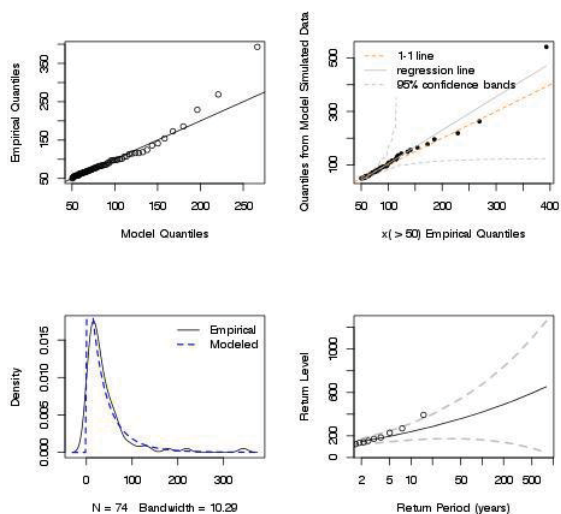 Empirical Quantiles
50 150 250 350
50 100 150 200 250
Model Quantiles
Quantiles from Model Simulated Data
100 300 500
1-1 line
regression line
95% confidence bands
50 100 200 300 400
x( > 50) Empirical Quantiles
Density
0.000 0.005 0.010 0.015
Empirical
Modeled
0 100 200 300
N = 74 Bandwidth = 10.29
Return Level
0 200 600 1000
2 5 10 50 100 500
Return Period (years)